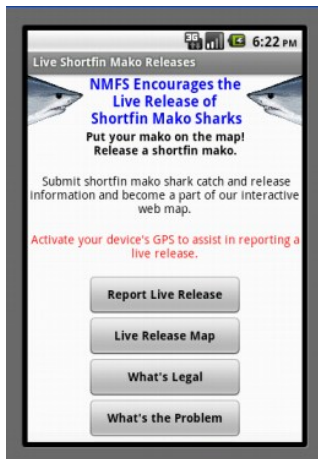 3G 6:22 PM
Live Shortfin Mako Releases
NMFS Encourages the
Live Release of
Shortfin Mako Sharks
Put your mako on the map!
Release a shortfin mako.
Submit shortfin mako shark catch and release
information and become a part of our interactive
web map.
Activate your device's GPS to assist in reporting a
live release.
Report Live Release
Live Release Map
What's Legal
What's the Problem